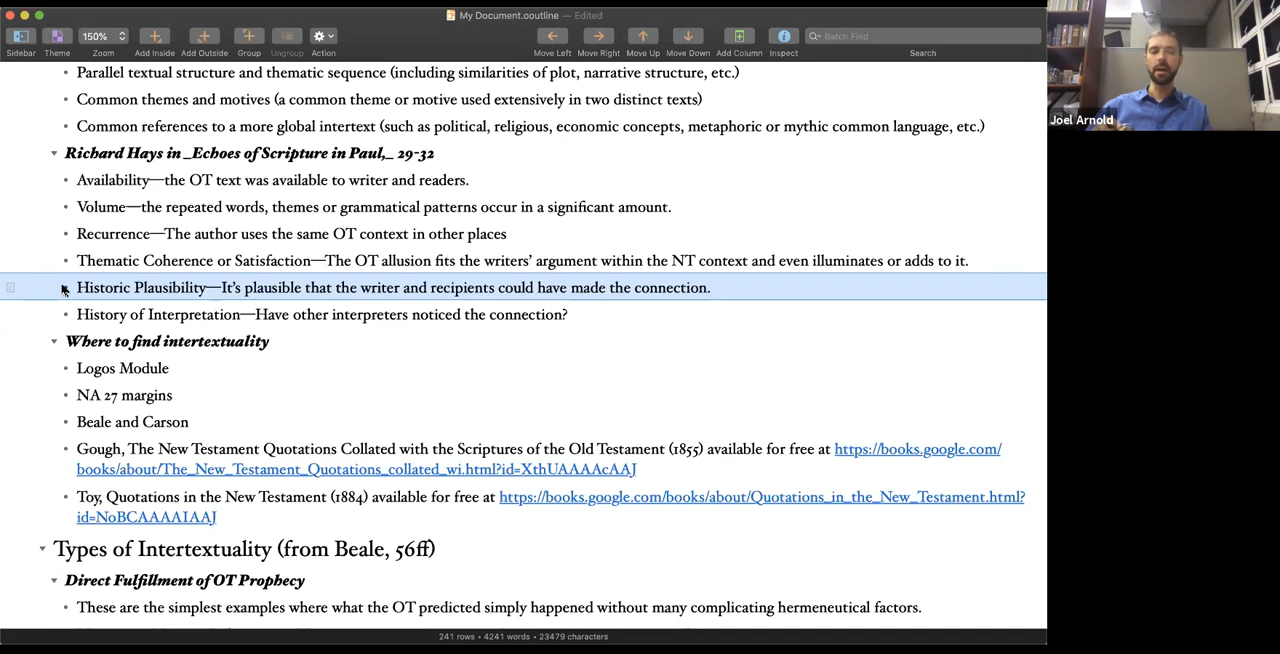 My Document.ooutline — Edited
150%
Batch Find
Sidebar Theme Zoom Add Inside Add Outside Group Ungroup Action Move Left Move Right Move Up Move Down Add Column Inspect Search
• Parallel textual structure and thematic sequence (including similarities of plot, narrative structure, etc.)
• Common themes and motives (a common theme or motive used extensively in two distinct texts)
• Common references to a more global intertext (such as political, religious, economic concepts, metaphoric or mythic common language, etc.)
Richard Hays in _Echoes of Scripture in Paul,_ 29-32
• Availability—the OT text was available to writer and readers.
• Volume—the repeated words, themes or grammatical patterns occur in a significant amount.
• Recurrence—The author uses the same OT context in other places
• Thematic Coherence or Satisfaction—The OT allusion fits the writers’ argument within the NT context and even illuminates or adds to it.
Historic Plausibility—It’s plausible that the writer and recipients could have made the connection.
• History of Interpretation—Have other interpreters noticed the connection?
Where to find intertextuality
• Logos Module
• NA 27 margins
• Beale and Carson
• Gough, The New Testament Quotations Collated with the Scriptures of the Old Testament (1855) available for free at https://books.google.com/
books/about/The_New_Testament_Quotations_collated_wi.html?id=XthUAAAAcAAJ
• Toy, Quotations in the New Testament (1884) available for free at https://books.google.com/books/about/Quotations_in_the_New_Testament.html?
id=NoBCAAAAIAAJ
Types of Intertextuality (from Beale, 56ff)
Direct Fulfillment of OT Prophecy
• These are the simplest examples where what the OT predicted simply happened without many complicating hermeneutical factors.
241 rows • 4241 words • 23479 characters
Joel Arnold